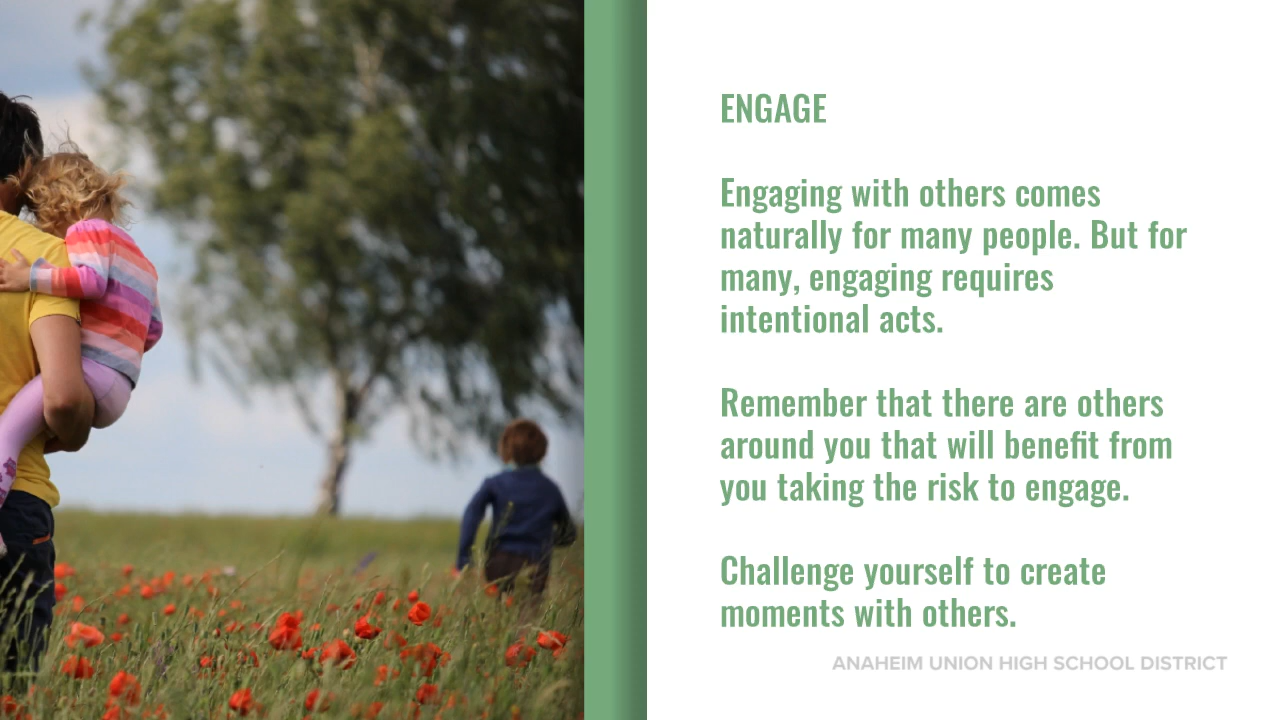 ENGAGE
Engaging with others comes
naturally for many people. But for
many, engaging requires
intentional acts.
Remember that there are others
around you that will benefit from
you taking the risk to engage.
Challenge yourself to create
moments with others.
ANAHEIM UNION HIGH SCHOOL DISTRICT